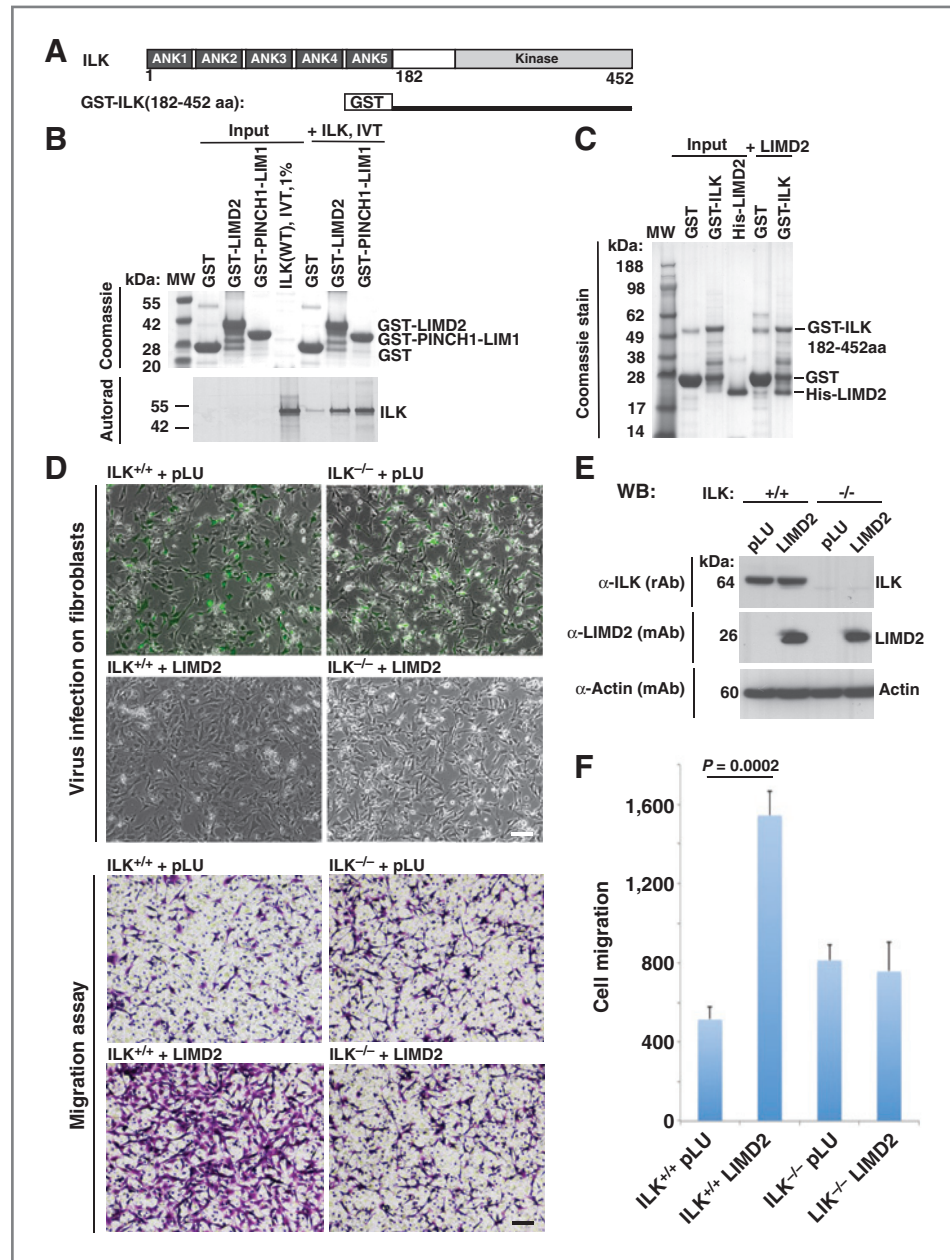 A
ILK
ANK1 ANK2 ANK3 ANK4 ANK5 Kinase
1 182 452
GST-ILK(182-452 aa): GST
B
Input + ILK, IVT
GST
GST-LIMD2
GST-PINCH1-LIM1
ILK(WT), IVT,1%
GST
GST-LIMD2
GST-PINCH1-LIM1
kDa: MW
Coomassie
55
42
28
20
GST-LIMD2
GST-PINCH1-LIM1
GST
Autorad
55
42
ILK
C
Input + LIMD2
GST
GST-ILK
His-LIMD2
GST
GST-ILK
MW
kDa:
188
98
62
49
38
28
17
14
Coomassie stain
GST-ILK
182-452aa
GST
His-LIMD2
D
Virus infection on fibroblasts
ILK+/+ + pLU ILK–/– + pLU
ILK+/+ + LIMD2 ILK–/– + LIMD2
Migration assay
ILK+/+ + pLU ILK–/– + pLU
ILK+/+ + LIMD2 ILK–/– + LIMD2
E
WB: ILK: +/+ -/-
pLU LIMD2 pLU LIMD2
kDa:
α-ILK (rAb) 64 ILK
α-LIMD2 (mAb) 26 LIMD2
α-Actin (mAb) 60 Actin
F
P = 0.0002
Cell migration
1,600
1,200
800
400
0
ILK+/+ pLU
ILK+/+ LIMD2
ILK–/– pLU
LIK–/– LIMD2